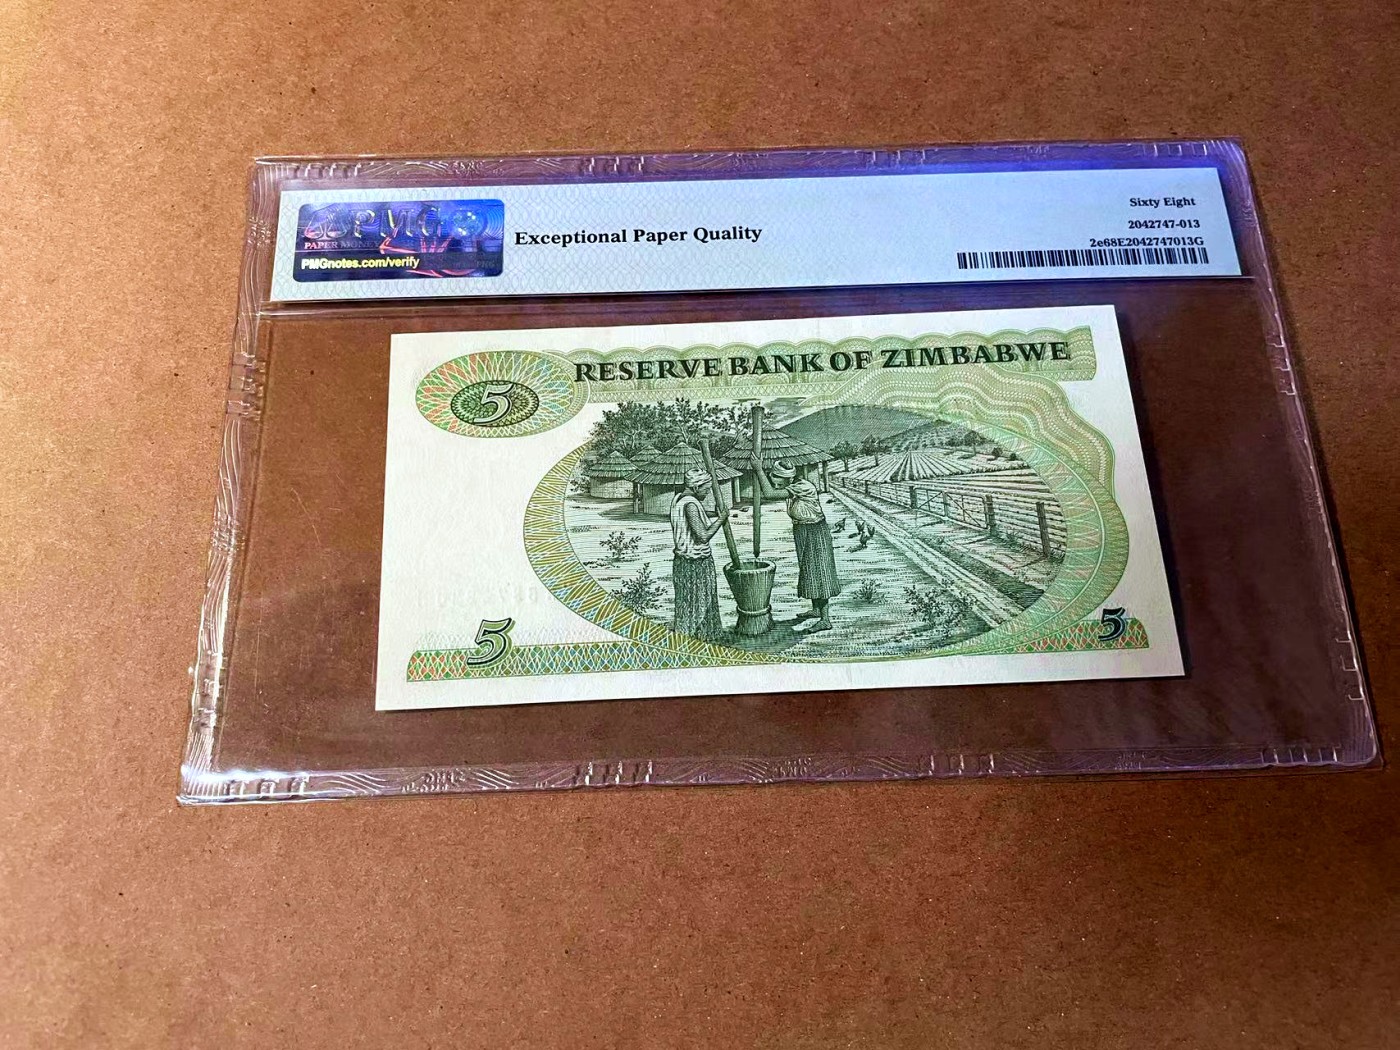 PMG
PAPER MONEY
PMGnotes.com/verify
Exceptional Paper Quality
Sixty Eight
2042747-013
2e68E2042747013G
RESERVE BANK OF ZIMBABWE
5
5
5